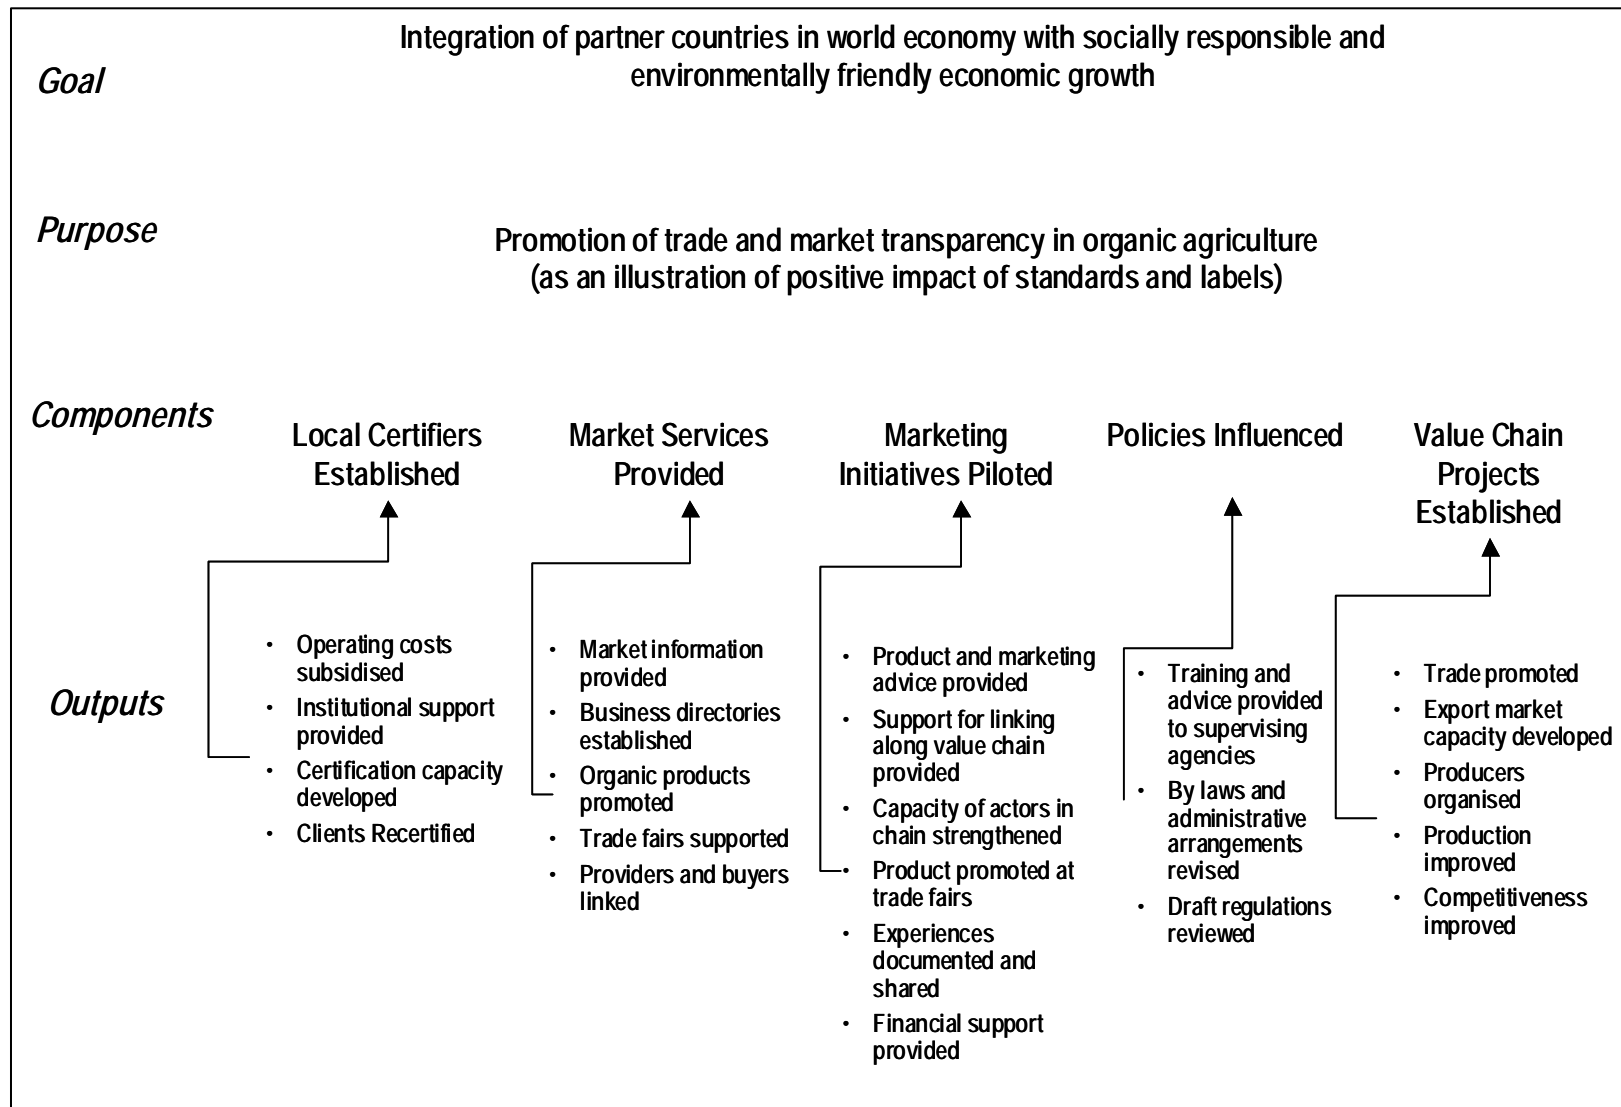 Goal
Integration of partner countries in world economy with socially responsible and
environmentally friendly economic growth
Purpose
Promotion of trade and market transparency in organic agriculture
(as an illustration of positive impact of standards and labels)
Components
Local Certifiers
Established
Market Services
Provided
Marketing
Initiatives Piloted
Policies Influenced
Value Chain
Projects
Established
Outputs
• Operating costs
subsidised
• Institutional support
provided
• Certification capacity
developed
• Clients Recertified
• Market information
provided
• Business directories
established
• Organic products
promoted
• Trade fairs supported
• Providers and buyers
linked
• Product and marketing
advice provided
• Support for linking
along value chain
provided
• Capacity of actors in
chain strengthened
• Product promoted at
trade fairs
• Experiences
documented and
shared
• Financial support
provided
• Training and
advice provided
to supervising
agencies
• By laws and
administrative
arrangements
revised
• Draft regulations
reviewed
• Trade promoted
• Export market
capacity developed
• Producers
organised
• Production
improved
• Competitiveness
improved